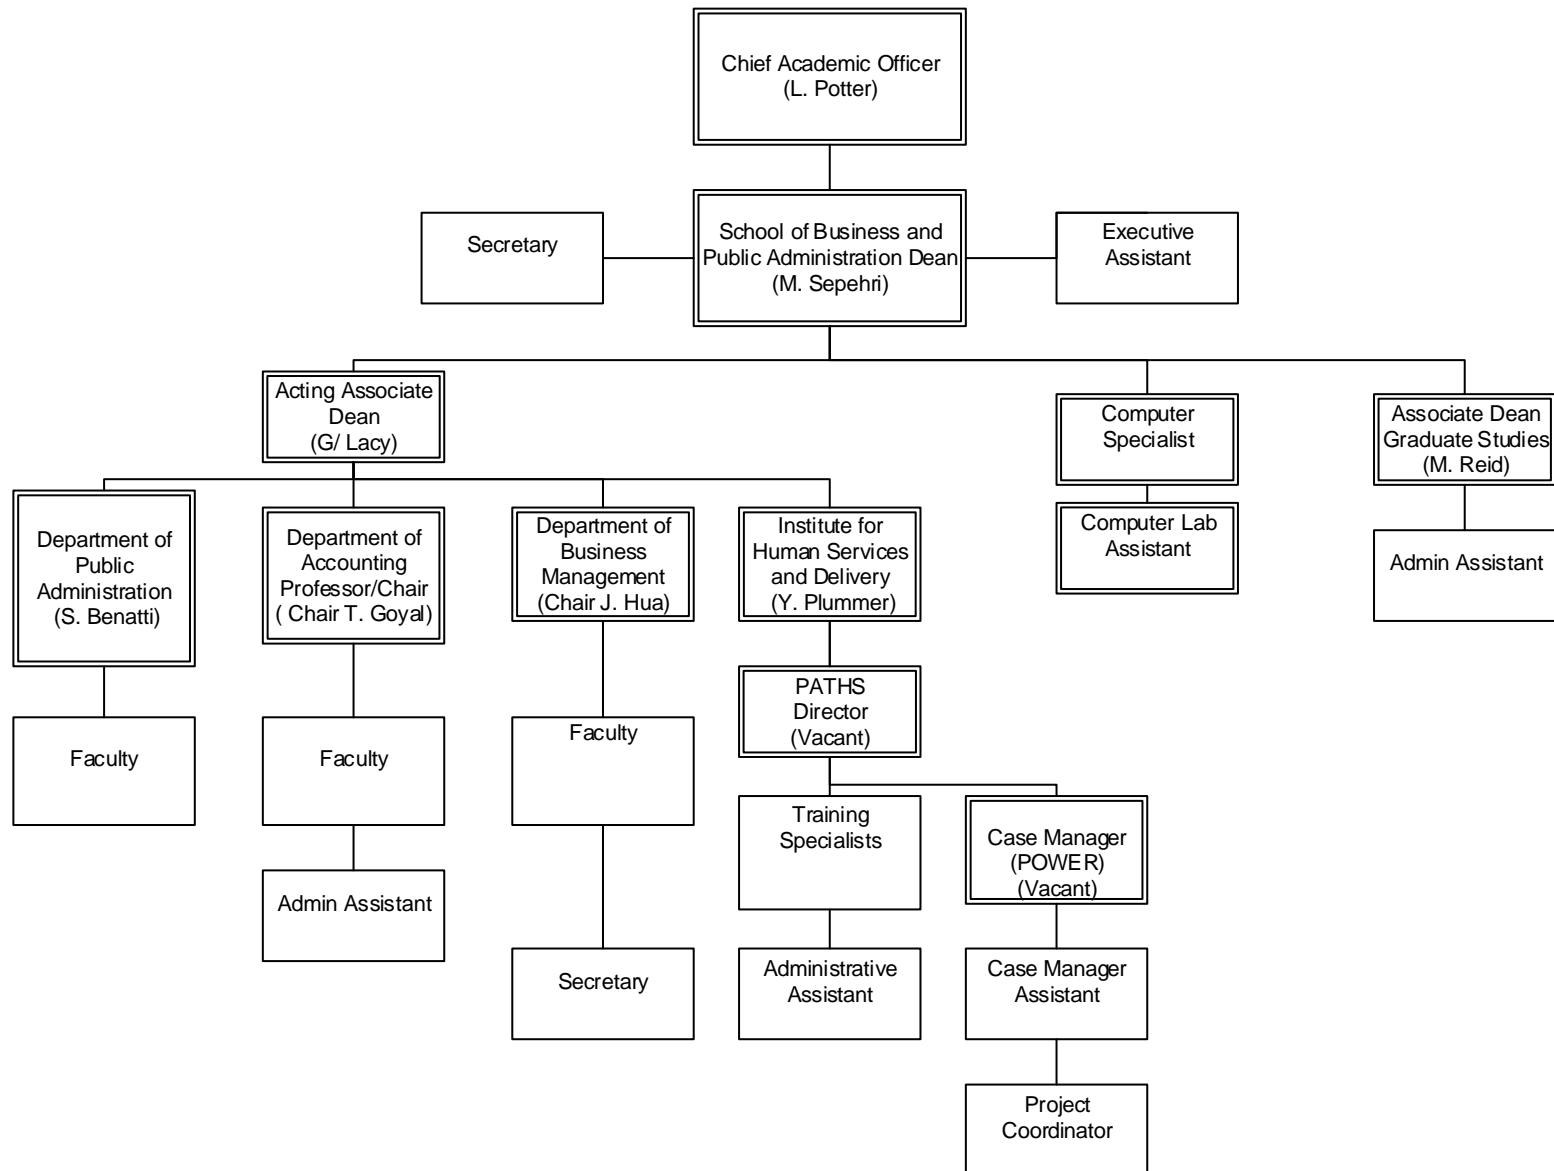 Chief Academic Officer
(L. Potter)
Secretary
School of Business and
Public Administration Dean
(M. Sepehri)
Executive
Assistant
Acting Associate
Dean
(G/ Lacy)
Computer
Specialist
Associate Dean
Graduate Studies
(M. Reid)
Department of
Public
Administration
(S. Benatti)
Department of
Accounting
Professor/Chair
( Chair T. Goyal)
Department of
Business
Management
(Chair J. Hua)
Institute for
Human Services
and Delivery
(Y. Plummer)
Computer Lab
Assistant
Admin Assistant
PATHS
Director
(Vacant)
Faculty
Faculty
Faculty
Training
Specialists
Case Manager
(POWER)
(Vacant)
Admin Assistant
Secretary
Administrative
Assistant
Case Manager
Assistant
Project
Coordinator